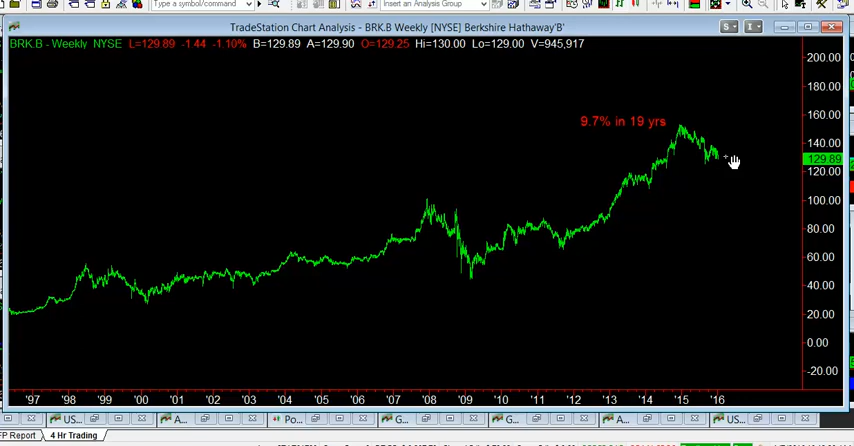 Type a symbol/command
Insert an Analysis Group
TradeStation Chart Analysis - BRK.B Weekly [NYSE] Berkshire Hathaway'B'
S
I
BRK.B - Weekly NYSE L=129.89 -1.44 -1.10% B=129.89 A=129.90 O=129.25 Hi=130.00 Lo=129.00 V=945,917
200.00
180.00
9.7% in 19 yrs
160.00
140.00
129.89
120.00
100.00
80.00
60.00
40.00
20.00
0.00
-20.00
'97 '98 '99 '00 '01 '02 '03 '04 '05 '06 '07 '08 '09 '10 '11 '12 '13 '14 '15 '16
US... A... Po... G... G... A... US...
FP Report 4 Hr Trading